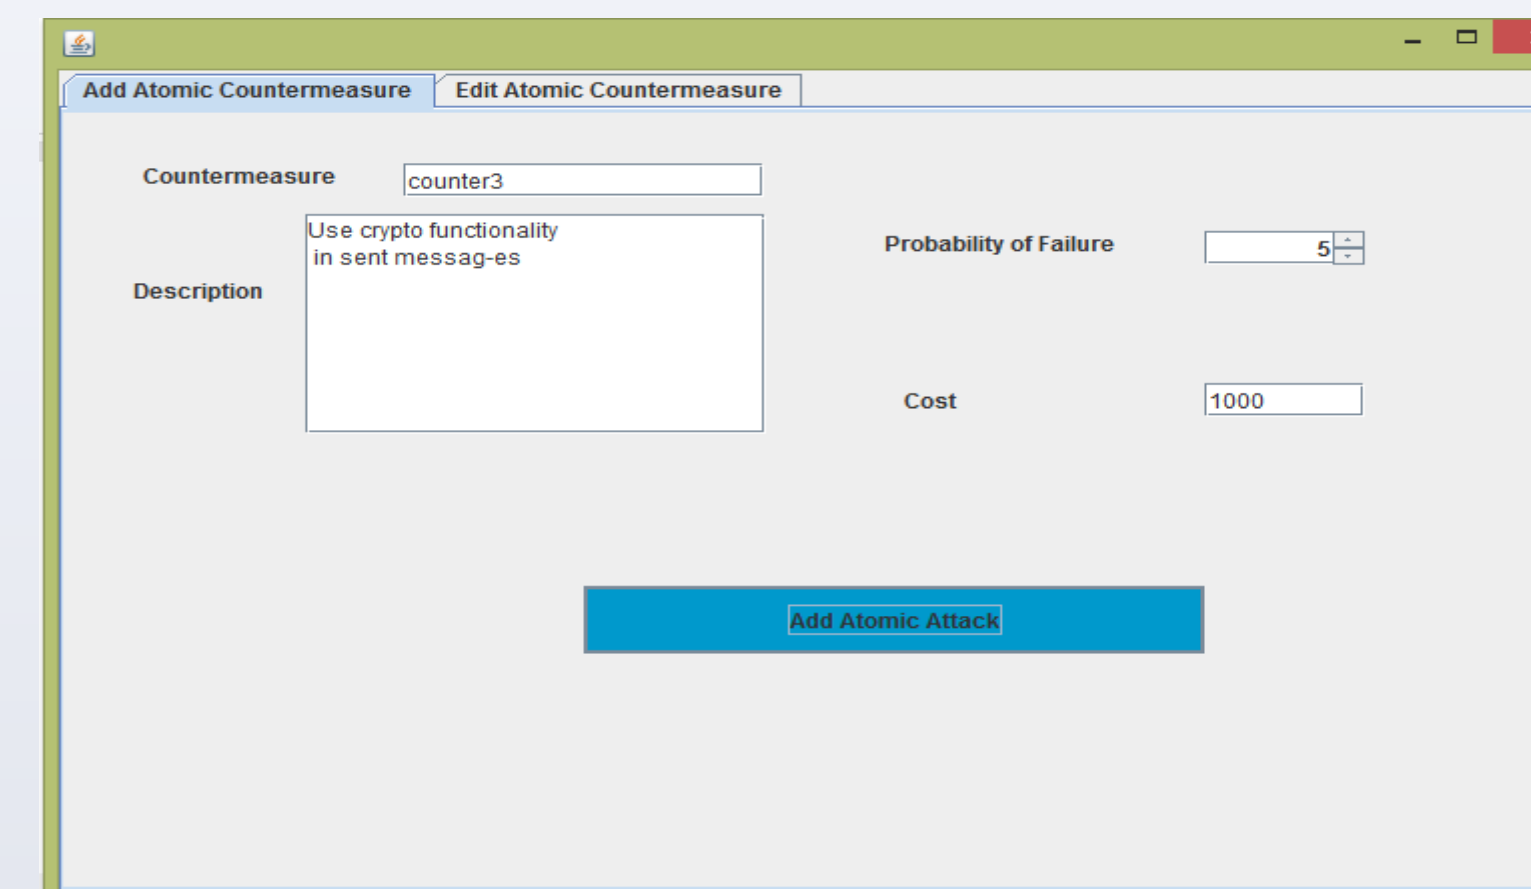 Add Atomic Countermeasure
Edit Atomic Countermeasure
Countermeasure
counter3
Description
Use crypto functionality
in sent messag-es
Probability of Failure
5
Cost
1000
Add Atomic Attack